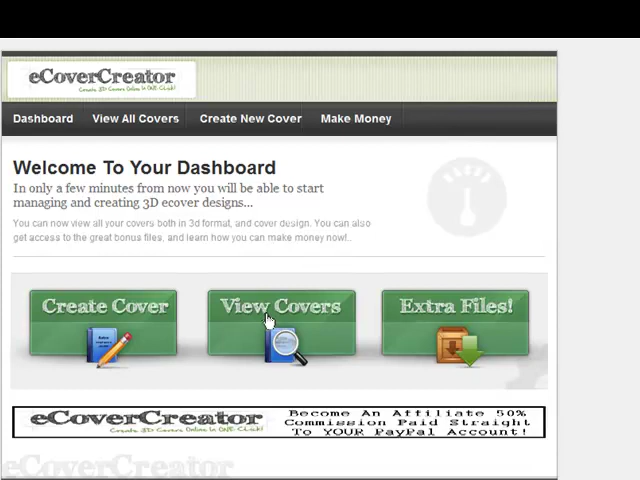 eCoverCreator
Create 3D Covers Online In ONE Click!
Dashboard View All Covers Create New Cover Make Money
Welcome To Your Dashboard
In only a few minutes from now you will be able to start
managing and creating 3D ecover designs...
You can now view all your covers both in 3d format, and cover design. You can also
get access to the great bonus files, and learn how you can make money now!..
Create Cover View Covers Extra Files!
eCoverCreator
Create 3D Covers Online In ONE Click!
Become An Affiliate 50%
Commission Paid Straight
To YOUR PayPal Account!
eCoverCreator